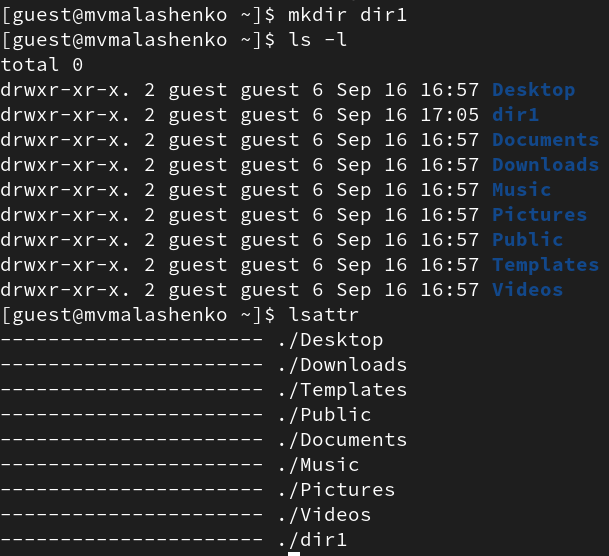 [guest@mvmalashenko ~]$ mkdir dir1
[guest@mvmalashenko ~]$ ls -l
total 0
drwxr-xr-x. 2 guest guest 6 Sep 16 16:57 Desktop
drwxr-xr-x. 2 guest guest 6 Sep 16 17:05 dir1
drwxr-xr-x. 2 guest guest 6 Sep 16 16:57 Documents
drwxr-xr-x. 2 guest guest 6 Sep 16 16:57 Downloads
drwxr-xr-x. 2 guest guest 6 Sep 16 16:57 Music
drwxr-xr-x. 2 guest guest 6 Sep 16 16:57 Pictures
drwxr-xr-x. 2 guest guest 6 Sep 16 16:57 Public
drwxr-xr-x. 2 guest guest 6 Sep 16 16:57 Templates
drwxr-xr-x. 2 guest guest 6 Sep 16 16:57 Videos
[guest@mvmalashenko ~]$ lsattr
---------------------- ./Desktop
---------------------- ./Downloads
---------------------- ./Templates
---------------------- ./Public
---------------------- ./Documents
---------------------- ./Music
---------------------- ./Pictures
---------------------- ./Videos
---------------------- ./dir1